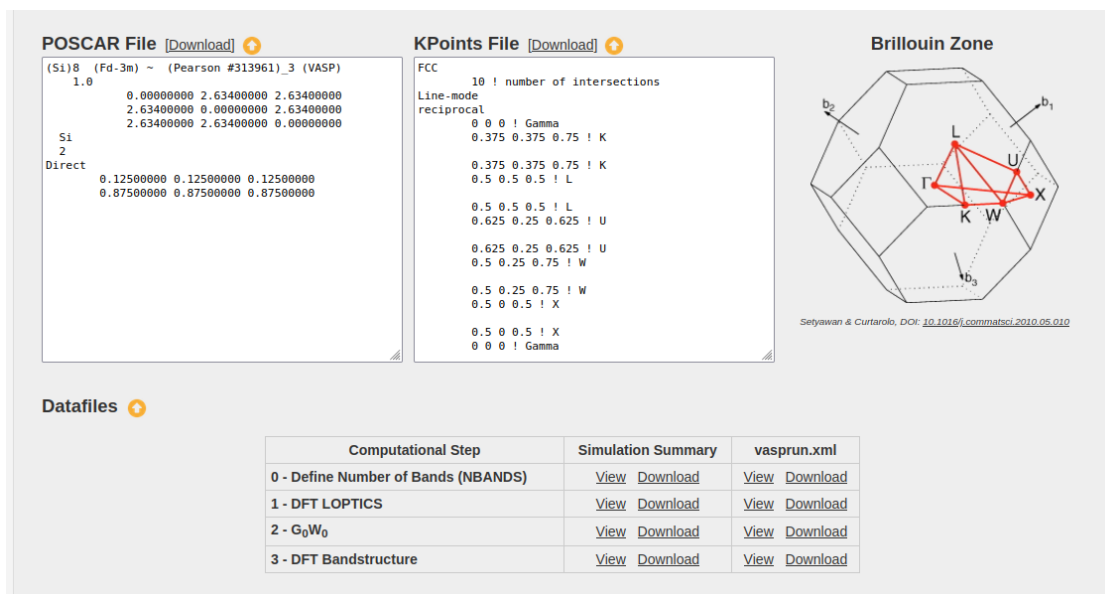 POSCAR File [Download]
(Si)8 (Fd-3m) ~ (Pearson #313961)_3 (VASP)
1.0
0.00000000 2.63400000 2.63400000
2.63400000 0.00000000 2.63400000
2.63400000 2.63400000 0.00000000
Si
2
Direct
0.12500000 0.12500000 0.12500000
0.87500000 0.87500000 0.87500000
KPoints File [Download]
FCC
10 ! number of intersections
Line-mode
reciprocal
0 0 0 ! Gamma
0.375 0.375 0.75 ! K
0.375 0.375 0.75 ! K
0.5 0.5 0.5 ! L
0.5 0.5 0.5 ! L
0.625 0.25 0.625 ! U
0.625 0.25 0.625 ! U
0.5 0.25 0.75 ! W
0.5 0.25 0.75 ! W
0.5 0 0.5 ! X
0.5 0 0.5 ! X
0 0 0 ! Gamma
Brillouin Zone
b2
b1
L
U
Γ
X
K W
b3
Setyawan & Curtarolo, DOI: 10.1016/j.commatsci.2010.05.010
Datafiles
Computational Step Simulation Summary vasprun.xml
0 - Define Number of Bands (NBANDS) View Download View Download
1 - DFT LOPTICS View Download View Download
2 - G0W0 View Download View Download
3 - DFT Bandstructure View Download View Download